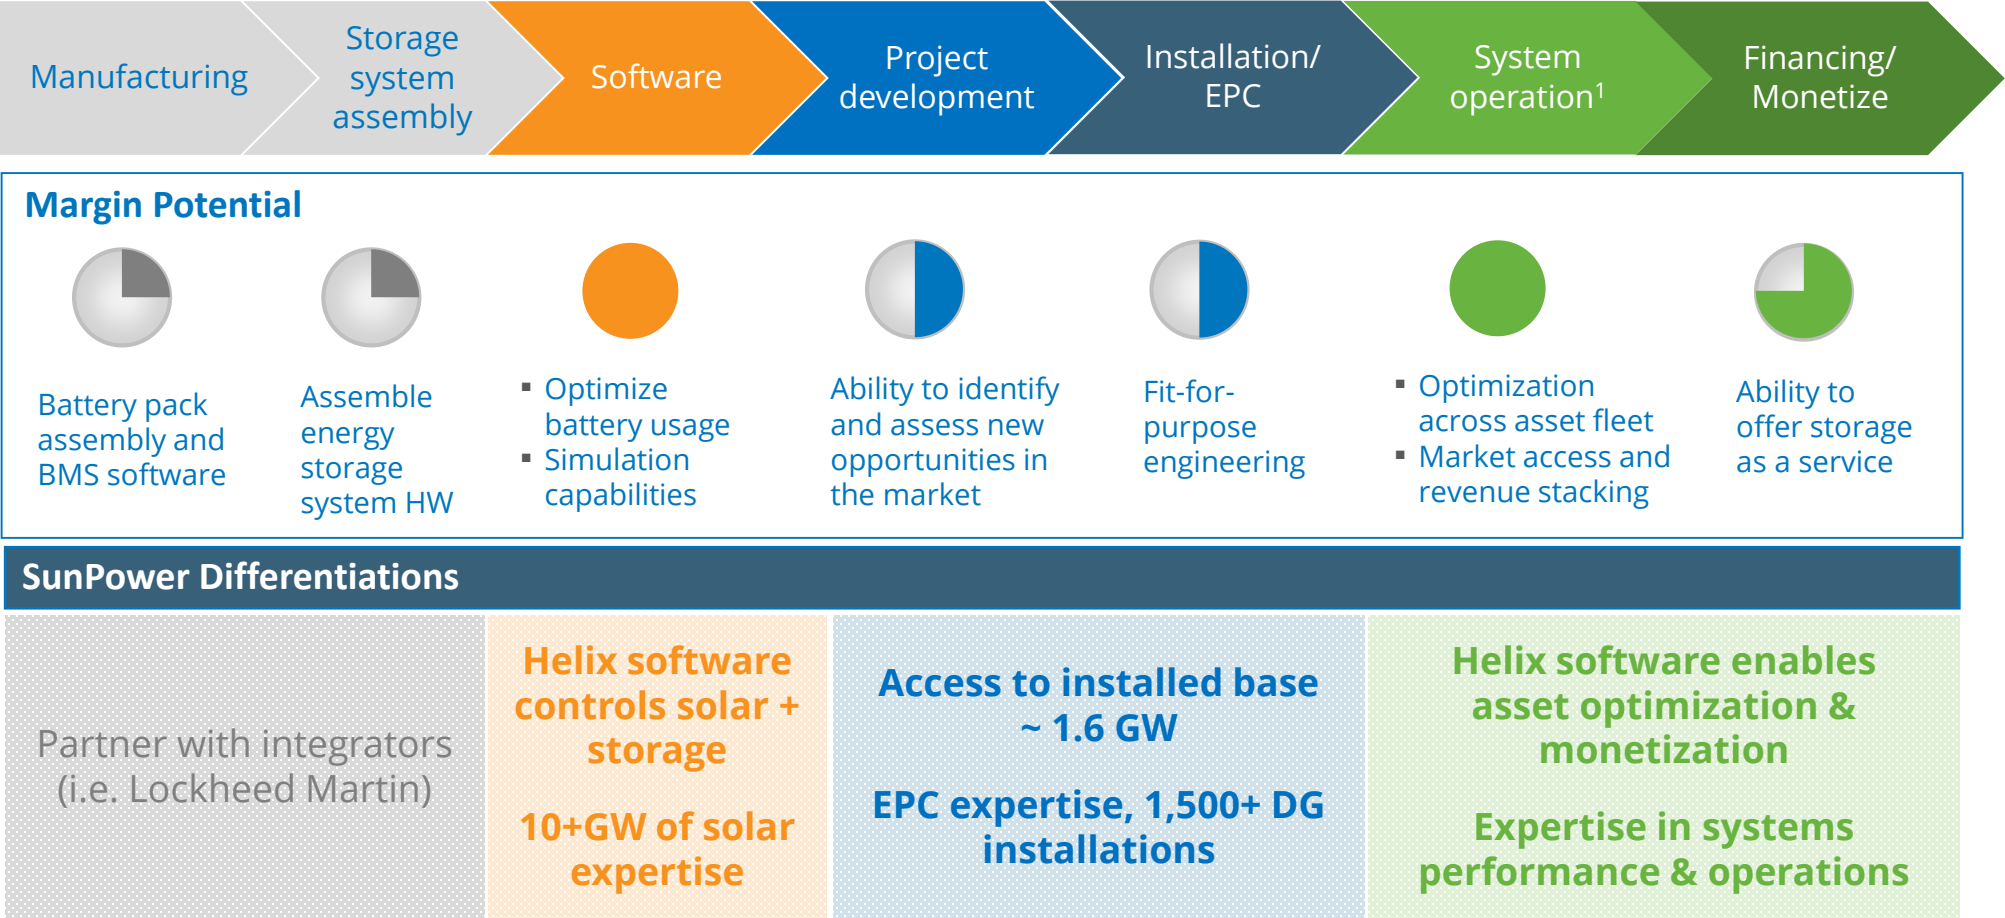 Manufacturing
Storage
system
assembly
Software
Project
development
Installation/
EPC
System
operation1
Financing/
Monetize
Margin Potential
Battery pack
assembly and
BMS software
Assemble
energy
storage
system HW
▪ Optimize
battery usage
▪ Simulation
capabilities
Ability to identify
and assess new
opportunities in
the market
Fit-for-
purpose
engineering
▪ Optimization
across asset fleet
▪ Market access and
revenue stacking
Ability to
offer storage
as a service
SunPower Differentiations
Partner with integrators
(i.e. Lockheed Martin)
Helix software
controls solar +
storage
10+GW of solar
expertise
Access to installed base
~ 1.6 GW
EPC expertise, 1,500+ DG
installations
Helix software enables
asset optimization &
monetization
Expertise in systems
performance & operations